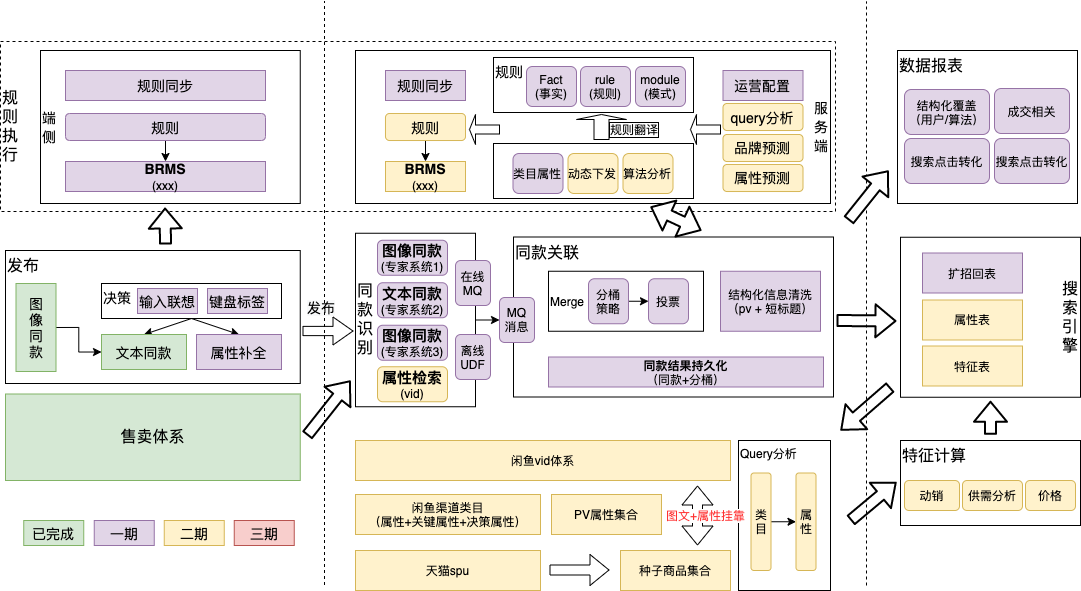 规则执行
端侧
规则同步
规则
BRMS
(xxx)
规则同步
规则
BRMS
(xxx)
规则
Fact
(事实)
rule
(规则)
module
(模式)
规则翻译
类目属性
动态下发
算法分析
运营配置
query分析
品牌预测
属性预测
服务端
数据报表
结构化覆盖
(用户/算法)
成交相关
搜索点击转化
搜索点击转化
发布
图像同款
决策
输入联想
键盘标签
文本同款
属性补全
售卖体系
发布
同款识别
图像同款
(专家系统1)
文本同款
(专家系统2)
图像同款
(专家系统3)
属性检索
(vid)
在线
MQ
离线
UDF
MQ
消息
同款关联
Merge
分桶
策略
投票
结构化信息清洗
(pv + 短标题)
同款结果持久化
(同款+分桶)
扩招回表
属性表
特征表
搜索引擎
特征计算
动销
供需分析
价格
闲鱼vid体系
闲鱼渠道类目
(属性+关键属性+决策属性)
PV属性集合
图文+属性挂靠
天猫spu
种子商品集合
Query分析
类目
属性
已完成
一期
二期
三期